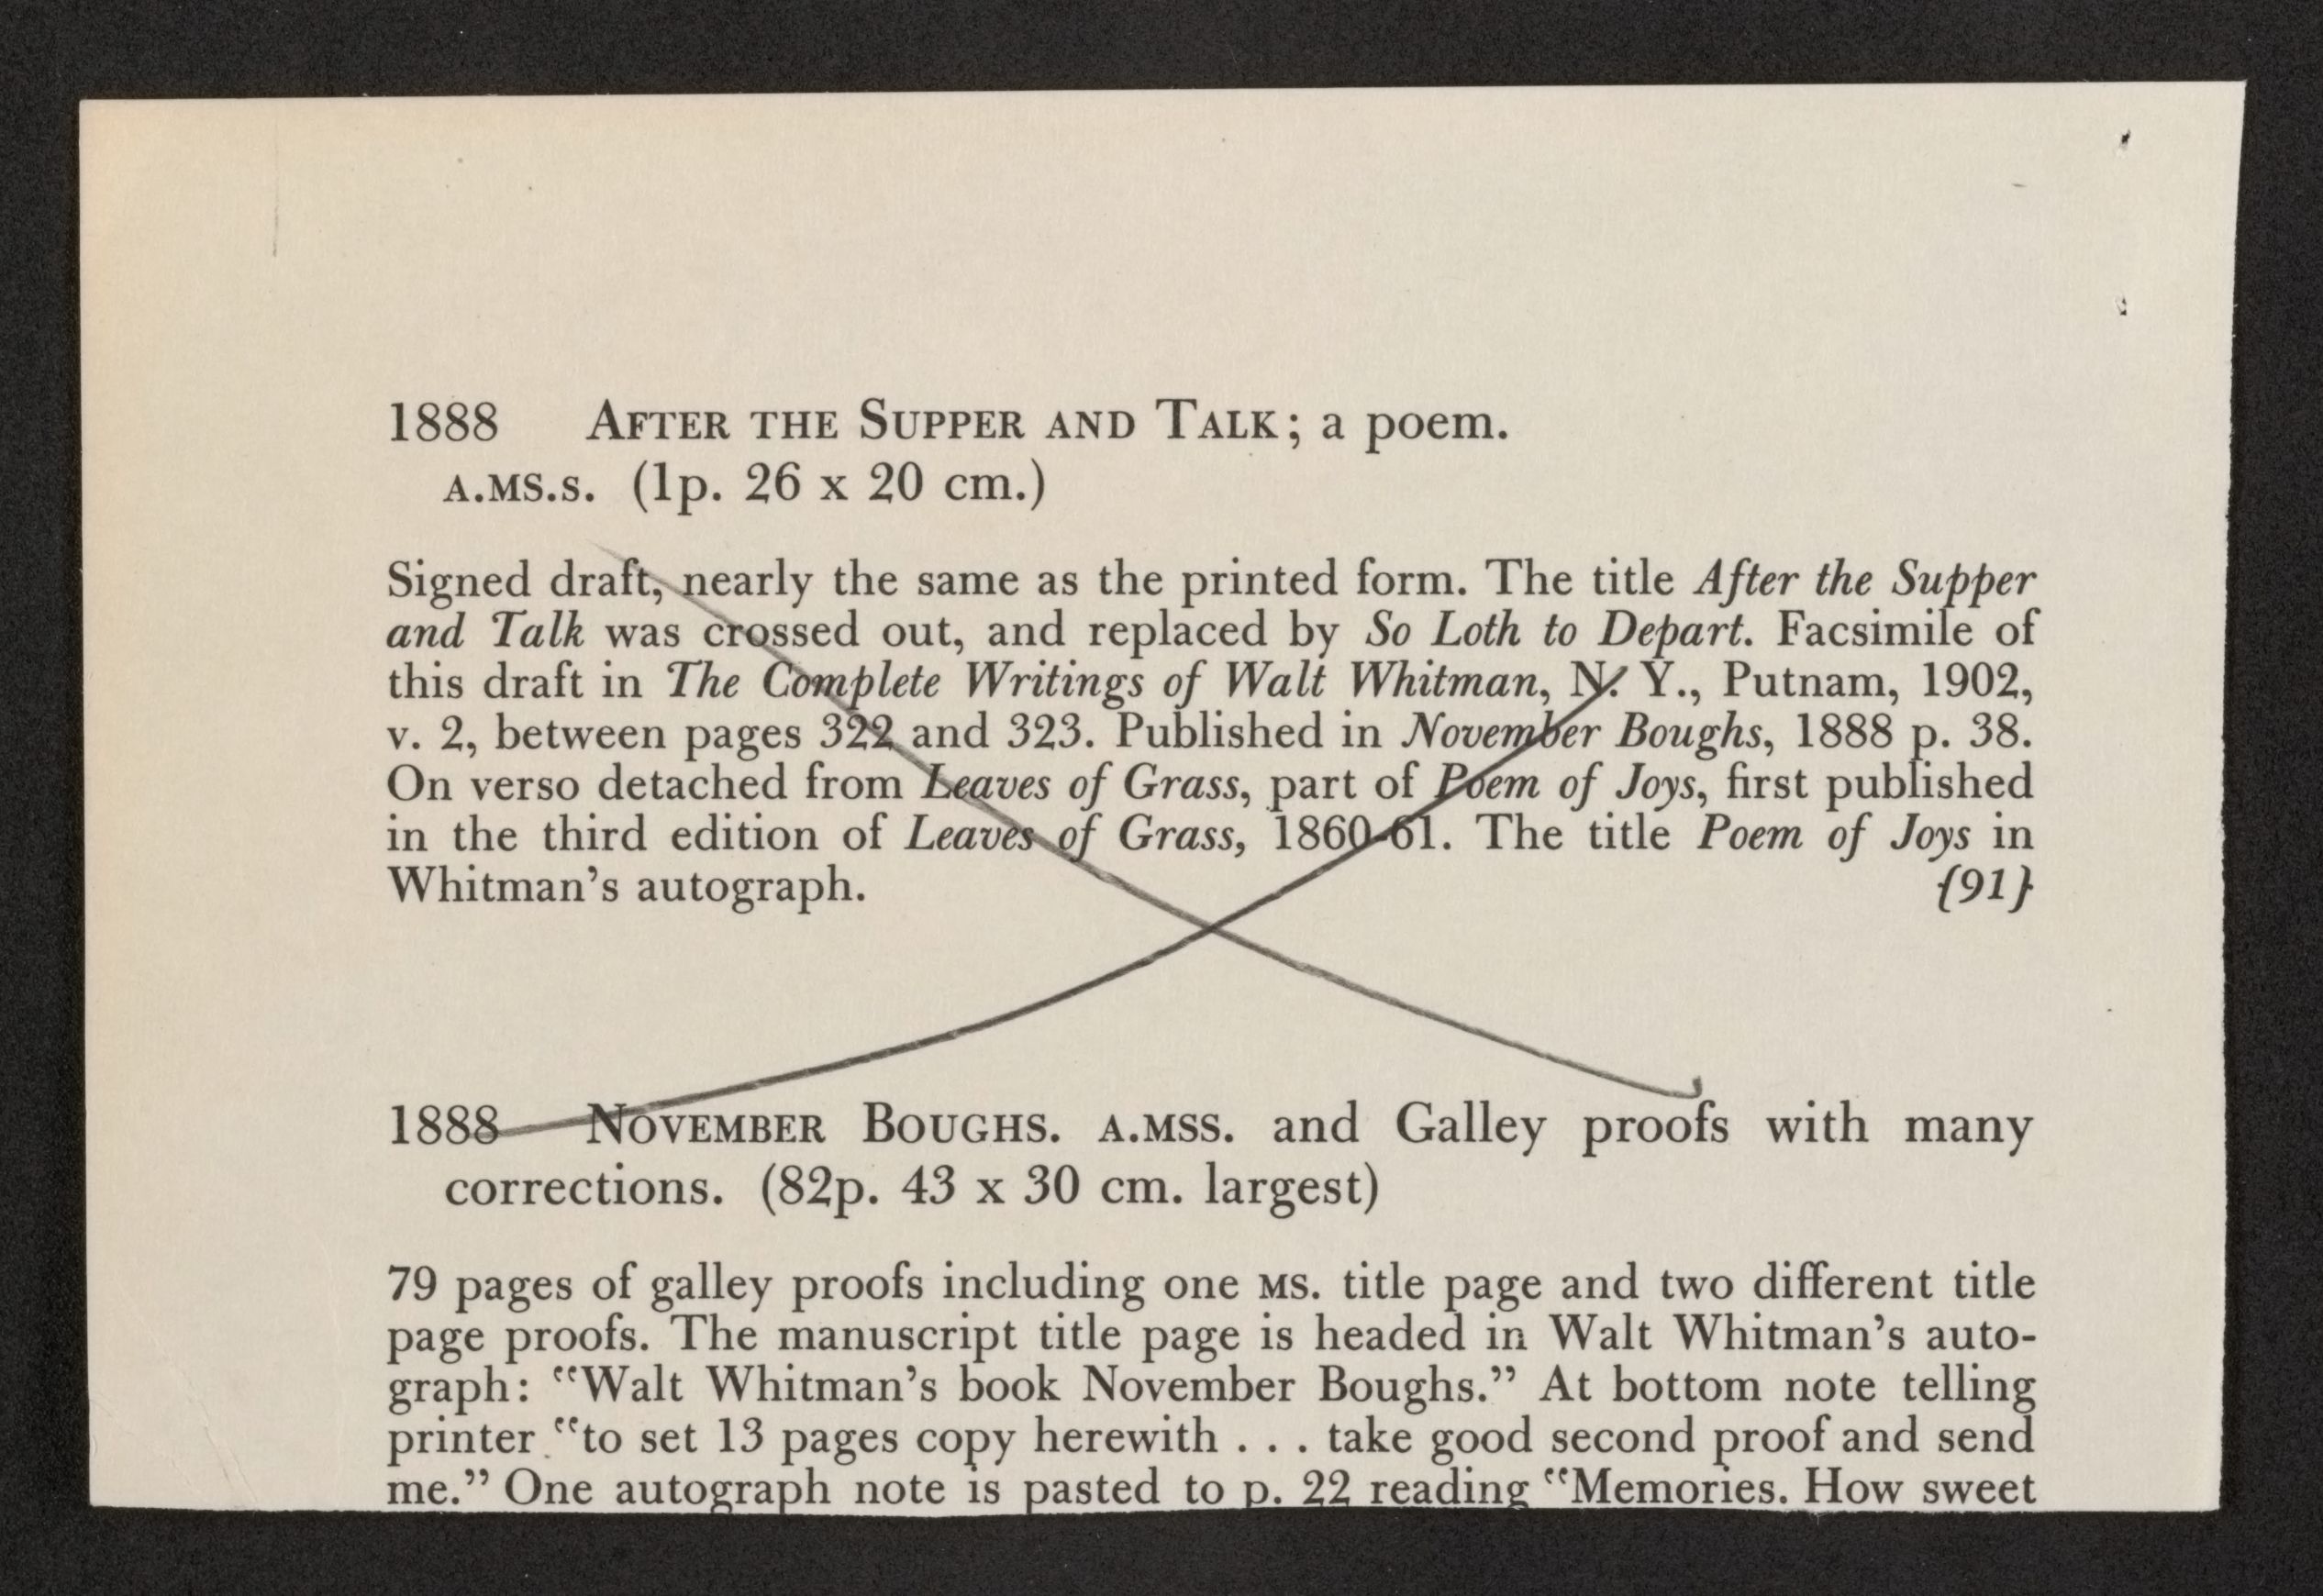 1888 AFTER THE SUPPER AND TALK; a poem.
A.MS.S. (1p. 26 x 20 cm.)
Signed draft, nearly the same as the printed form. The title After the Supper
and Talk was crossed out, and replaced by So Loth to Depart. Facsimile of
this draft in The Complete Writings of Walt Whitman, N. Y., Putnam, 1902,
v. 2, between pages 322 and 323. Published in November Boughs, 1888 p. 38.
On verso detached from Leaves of Grass, part of Poem of Joys, first published
in the third edition of Leaves of Grass, 1860-61. The title Poem of Joys in
Whitman's autograph. {91}
1888 NOVEMBER BOUGHS. A.MSS. and Galley proofs with many
corrections. (82p. 43 x 30 cm. largest)
79 pages of galley proofs including one MS. title page and two different title
page proofs. The manuscript title page is headed in Walt Whitman's auto-
graph: "Walt Whitman's book November Boughs." At bottom note telling
printer "to set 13 pages copy herewith . . . take good second proof and send
me." One autograph note is pasted to p. 22 reading "Memories. How sweet